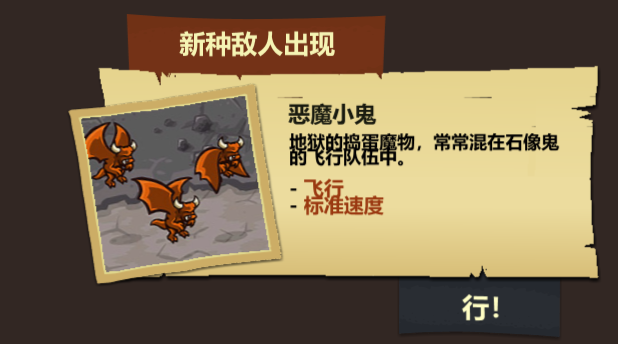 新种敌人出现
恶魔小鬼
地狱的捣蛋魔物，常常混在石像鬼
的飞行队伍中。
- 飞行
- 标准速度
行！